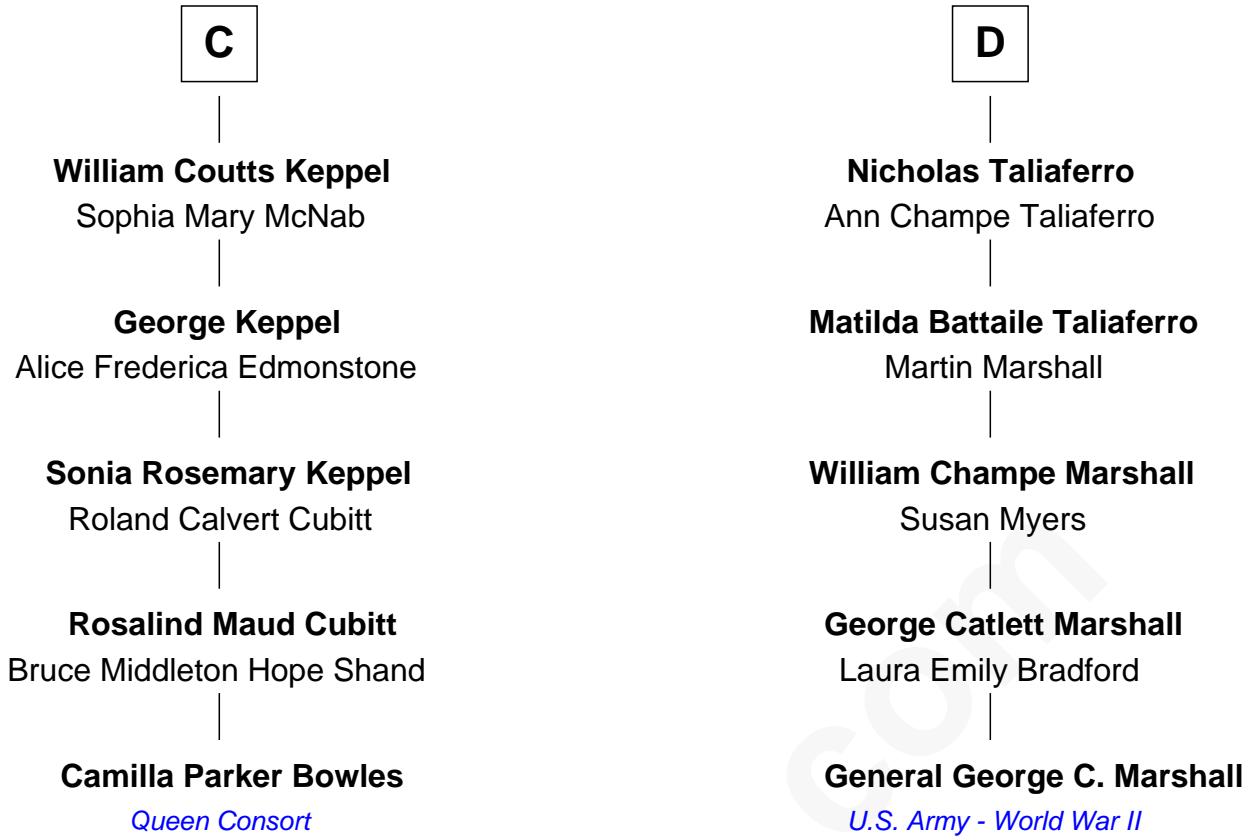 C
William Coutts Keppel
Sophia Mary McNab
George Keppel
Alice Frederica Edmonstone
Sonia Rosemary Keppel
Roland Calvert Cubitt
Rosalind Maud Cubitt
Bruce Middleton Hope Shand
Camilla Parker Bowles
Queen Consort
D
Nicholas Taliaferro
Ann Champe Taliaferro
Matilda Battaile Taliaferro
Martin Marshall
William Champe Marshall
Susan Myers
George Catlett Marshall
Laura Emily Bradford
General George C. Marshall
U.S. Army - World War II
com